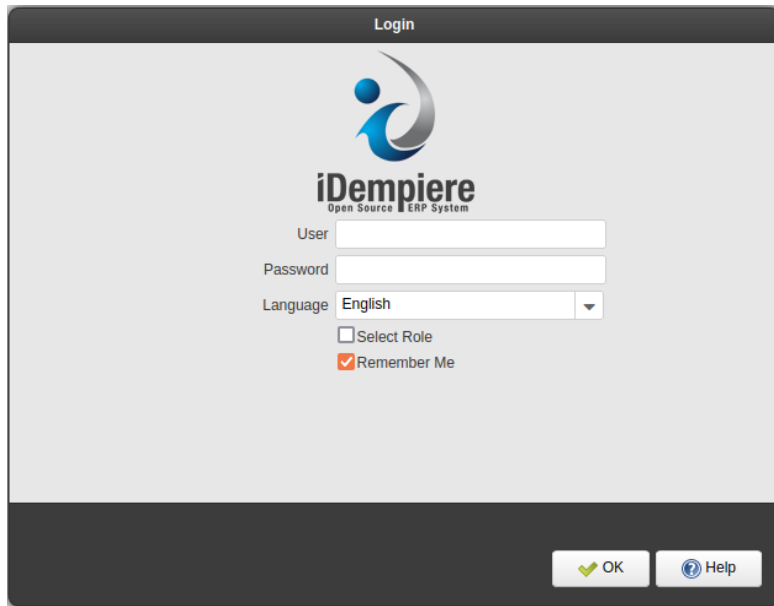 Login
iDempiere
Open Source ERP System
User
Password
Language English
Select Role
Remember Me
OK Help